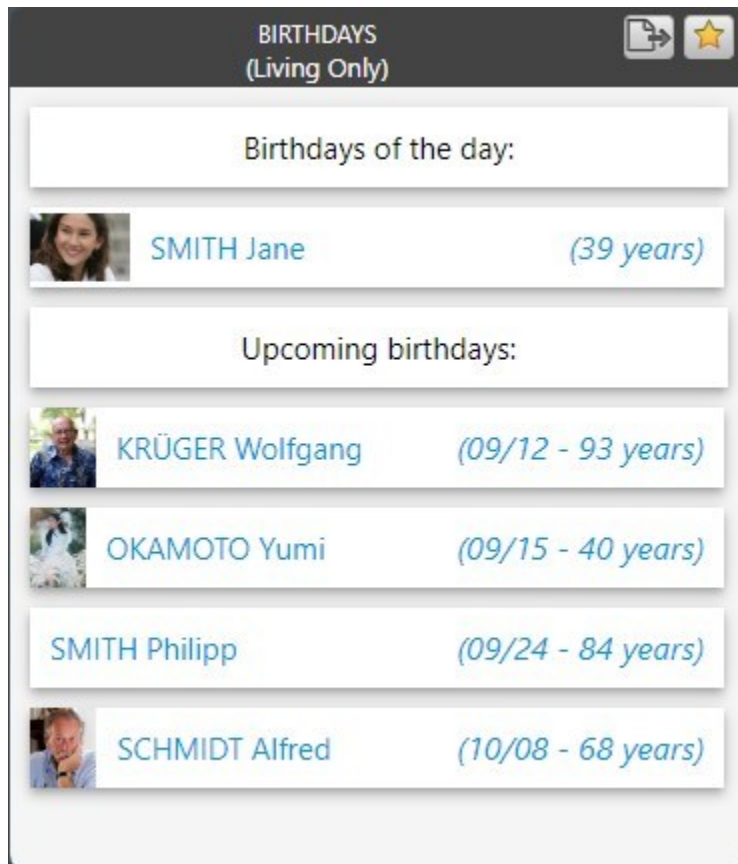 BIRTHDAYS
(Living Only)
Birthdays of the day:
SMITH Jane (39 years)
Upcoming birthdays:
KRÜGER Wolfgang (09/12 - 93 years)
OKAMOTO Yumi (09/15 - 40 years)
SMITH Philipp (09/24 - 84 years)
SCHMIDT Alfred (10/08 - 68 years)